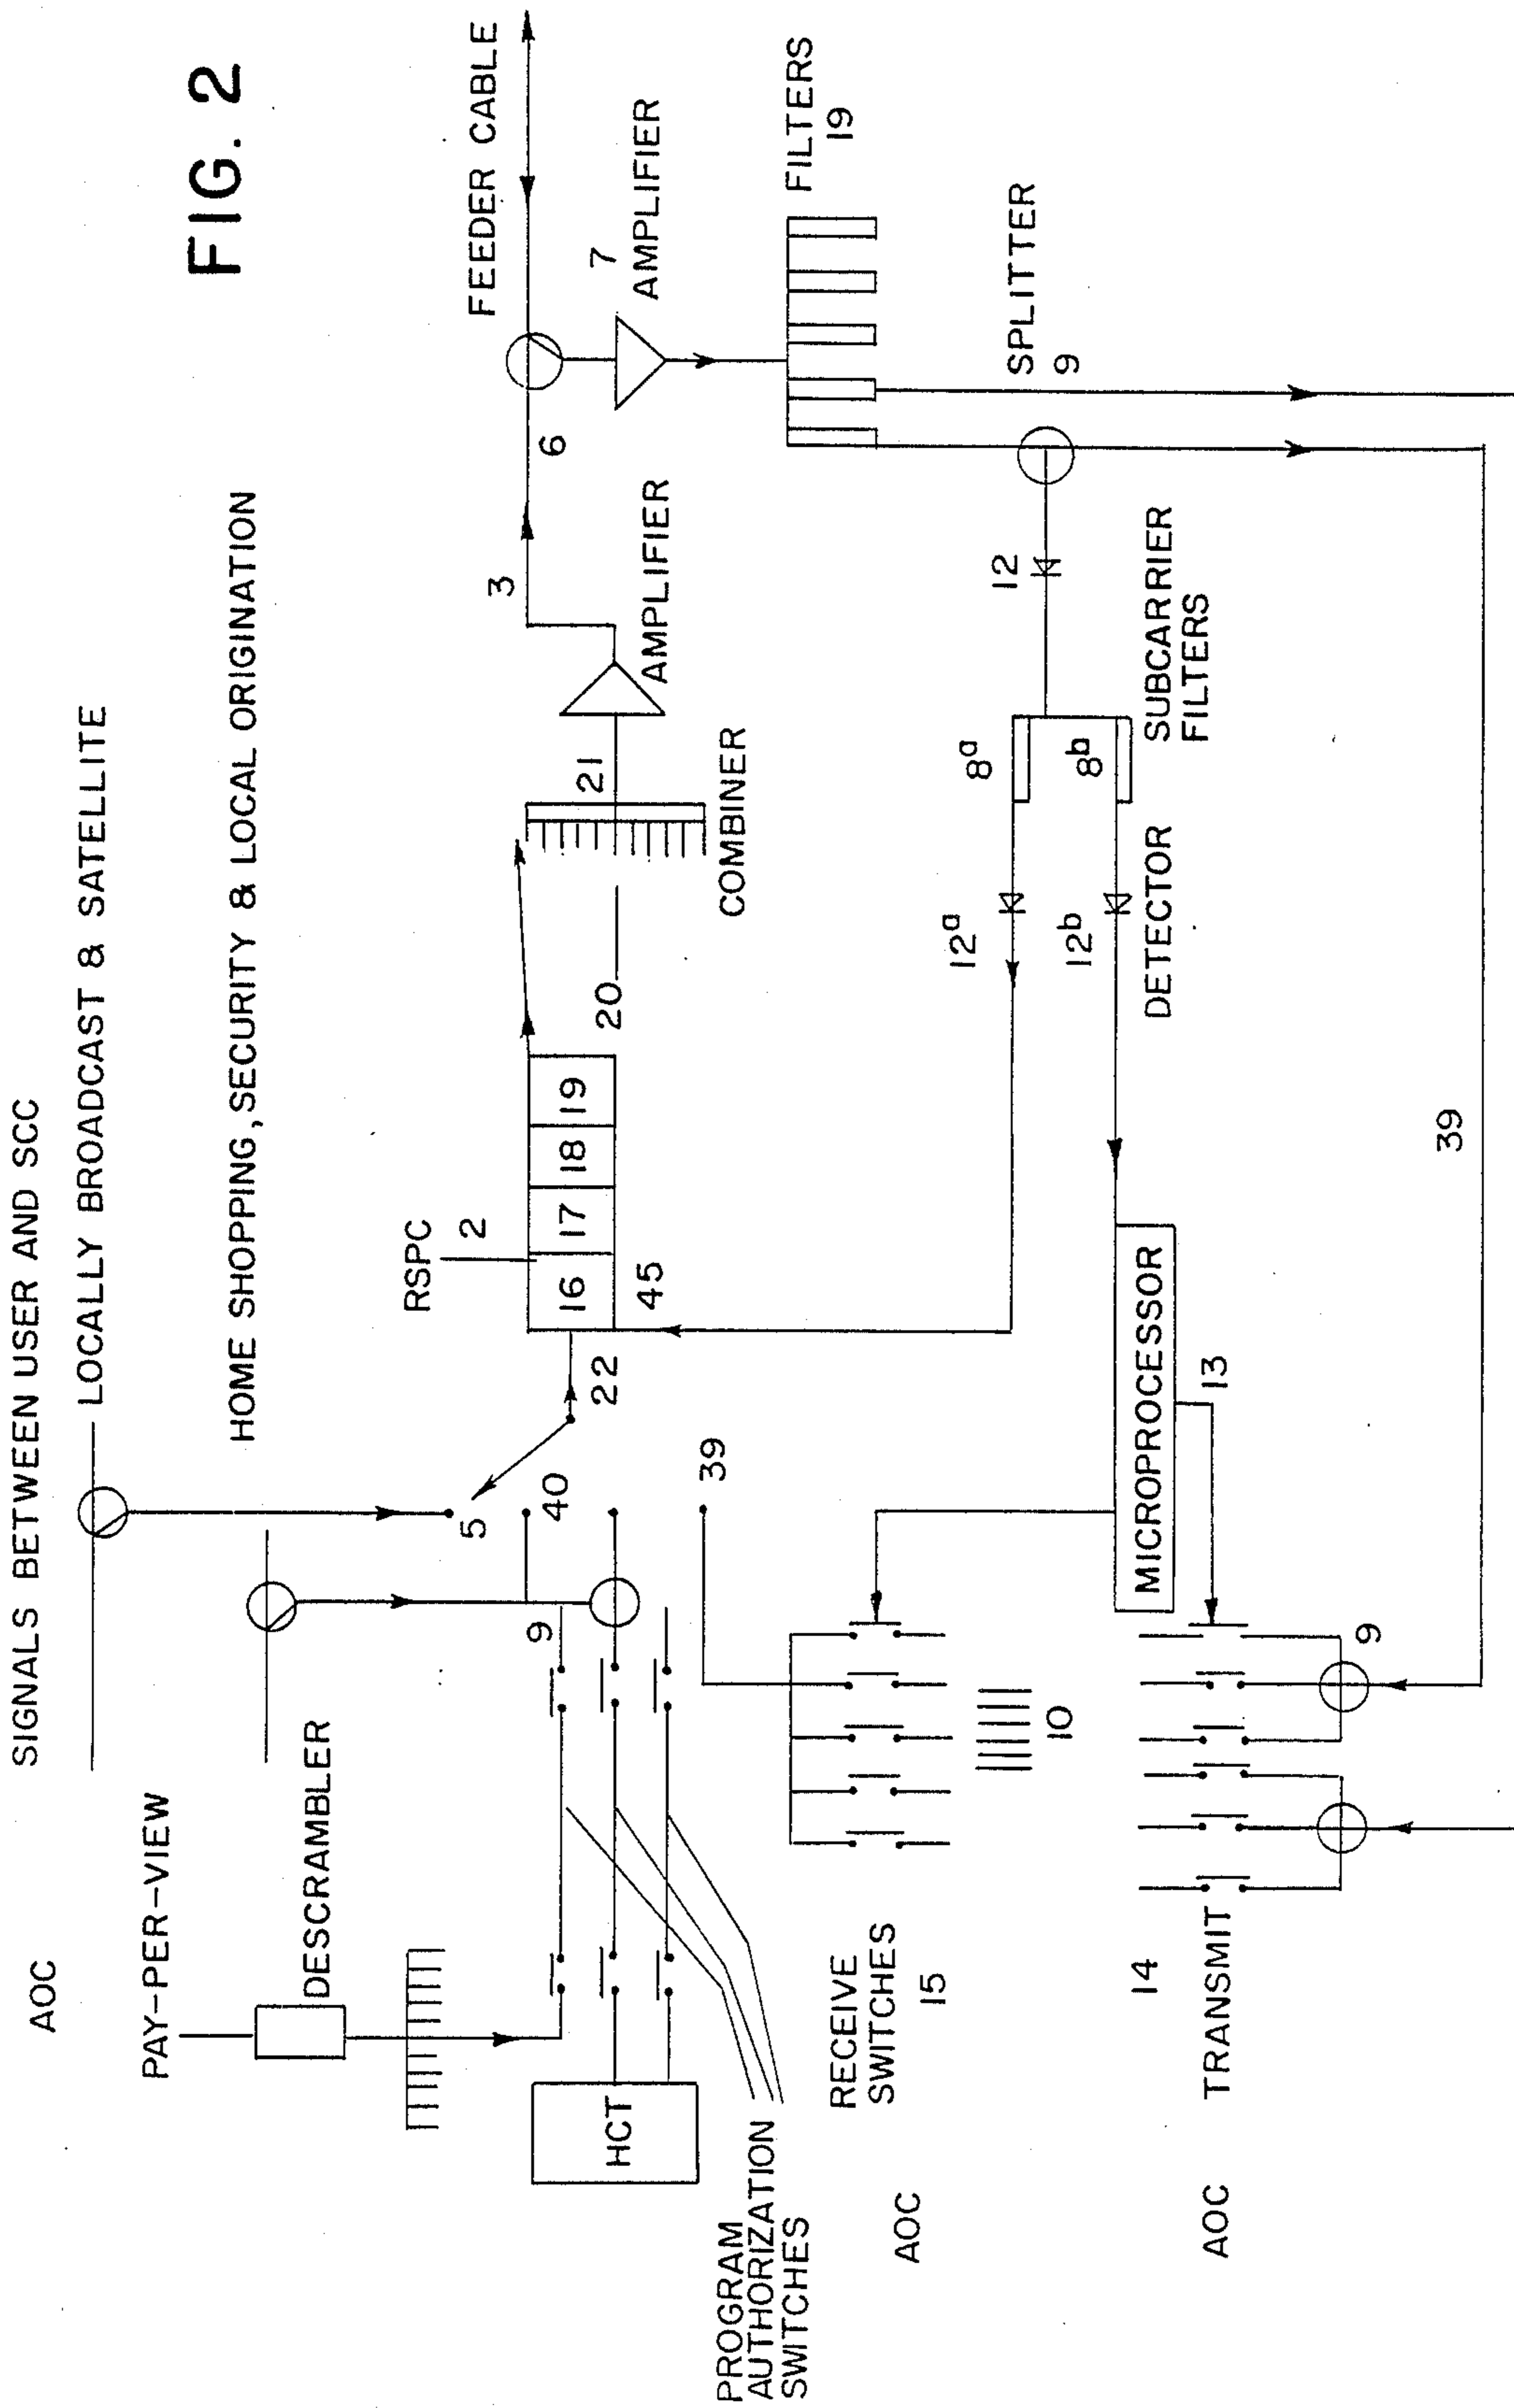 FIG. 2
SIGNALS BETWEEN USER AND SCC
AOC
LOCALLY BROADCAST & SATELLITE
PAY-PER-VIEW
HOME SHOPPING, SECURITY & LOCAL ORIGINATION
DESCRAMBLER
FEEDER CABLE
RSPC
2
3
6
7
AMPLIFIER
5
40
9
22
16
17
18
19
45
20
21
COMBINER
AMPLIFIER
HCT
PROGRAM
AUTHORIZATION
SWITCHES
39
FILTERS
19
RECEIVE
SWITCHES
15
AOC
10
12a
8a
12
SPLITTER
9
12b
8b
DETECTOR
SUBCARRIER
FILTERS
MICROPROCESSOR
13
14
TRANSMIT
AOC
9
39